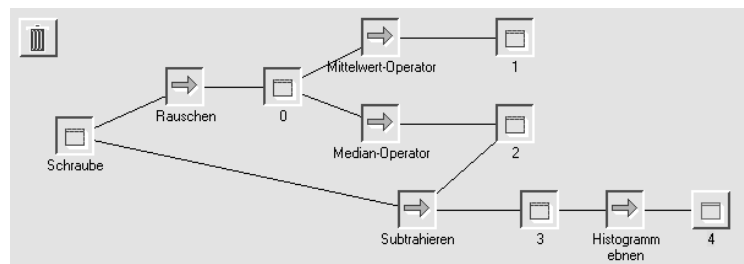 Mittelwert-Operator
1
Rauschen
0
Schraube
Median-Operator
2
Subtrahieren
3
Histogramm
ebnen
4